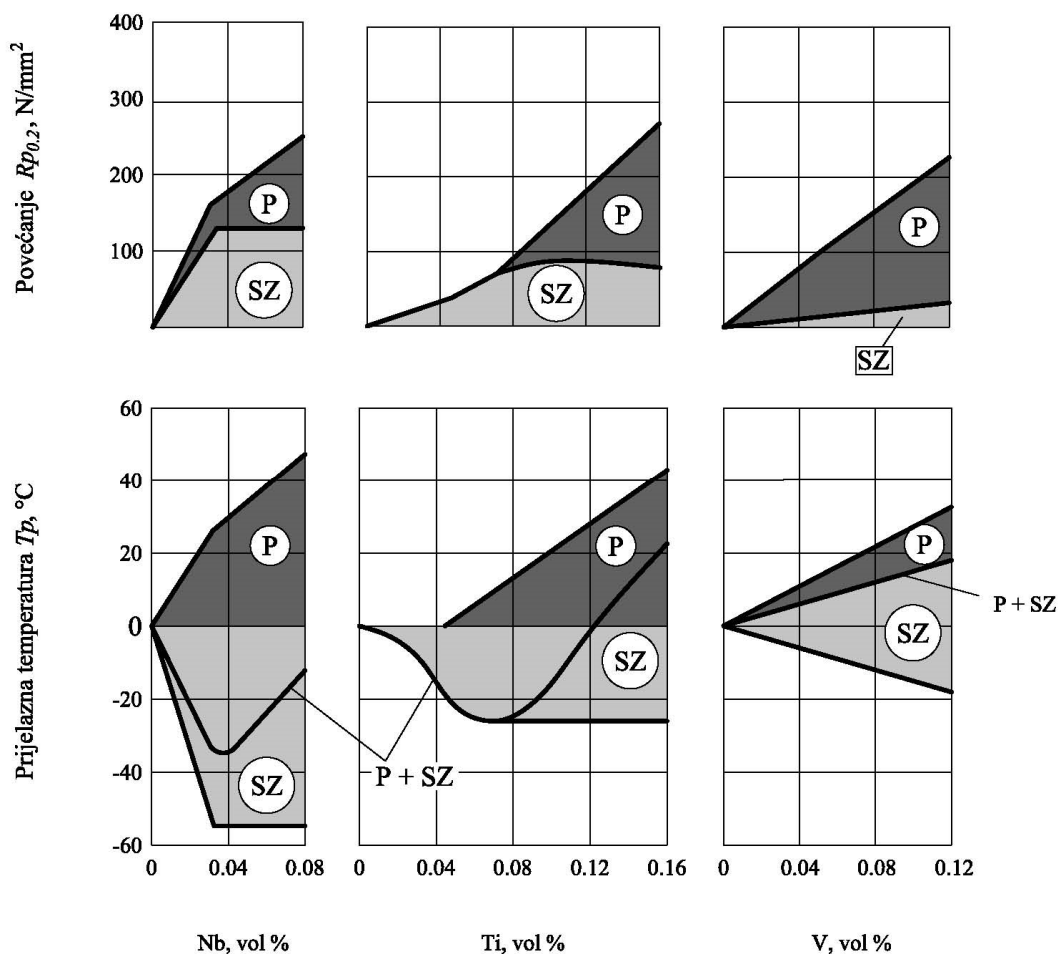 Povećanje Rp0.2, N/mm²
400
300
200
100
P
SZ
P
SZ
P
SZ
Prijelazna temperatura Tp, °C
60
40
20
0
-20
-40
-60
P
SZ
P + SZ
P
SZ
P
SZ
P + SZ
0 0.04 0.08
0 0.04 0.08 0.12 0.16
0 0.04 0.08 0.12
Nb, vol %
Ti, vol %
V, vol %